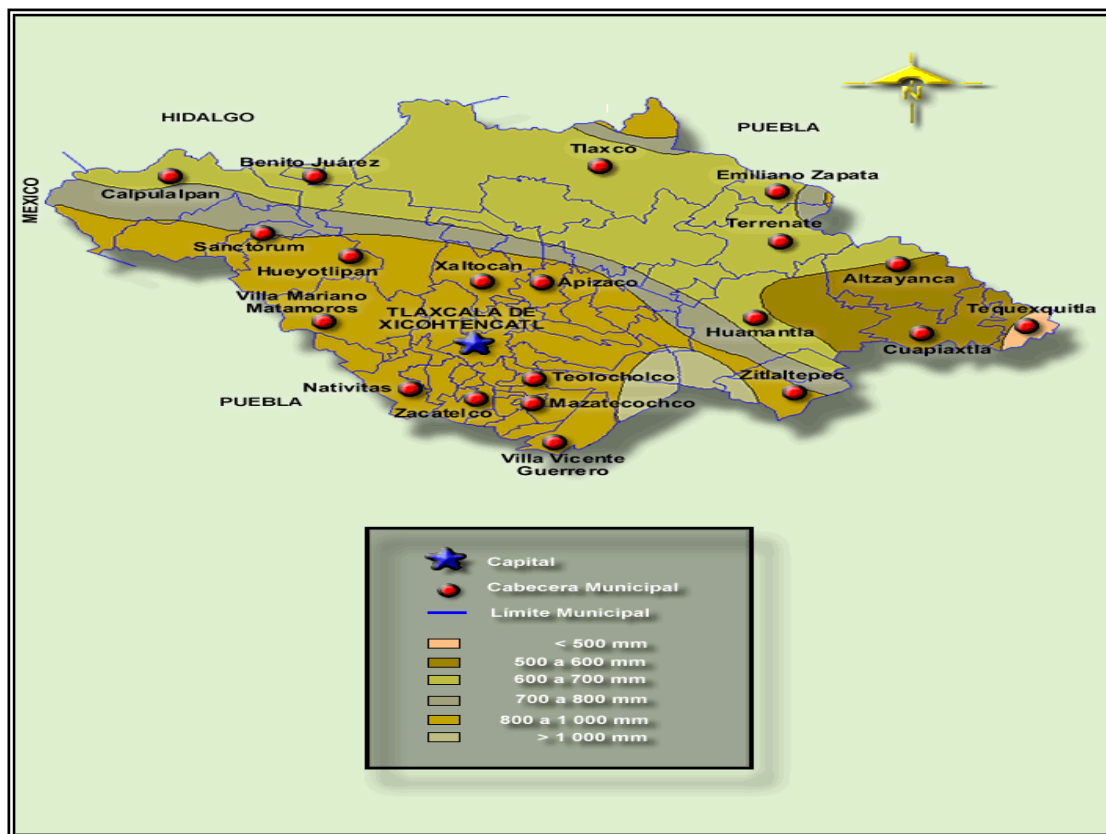 N
HIDALGO
PUEBLA
MEXICO
Tlaxco
Benito Juárez
Emiliano Zapata
Calpulalpan
Terrenate
Sanctórum
Hueyotlipan
Xaltocan
Apizaco
Altzayanca
Villa Mariano
Matamoros
TLAXCALA DE
XICOHTENCATL
Huamantla
Tequexquitla
Cuapiaxtla
Nativitas
Teolocholco
Zitlaltepec
PUEBLA
Zacatelco
Mazatecochco
Villa Vicente
Guerrero
Capital
Cabecera Municipal
Límite Municipal
< 500 mm
500 a 600 mm
600 a 700 mm
700 a 800 mm
800 a 1 000 mm
> 1 000 mm